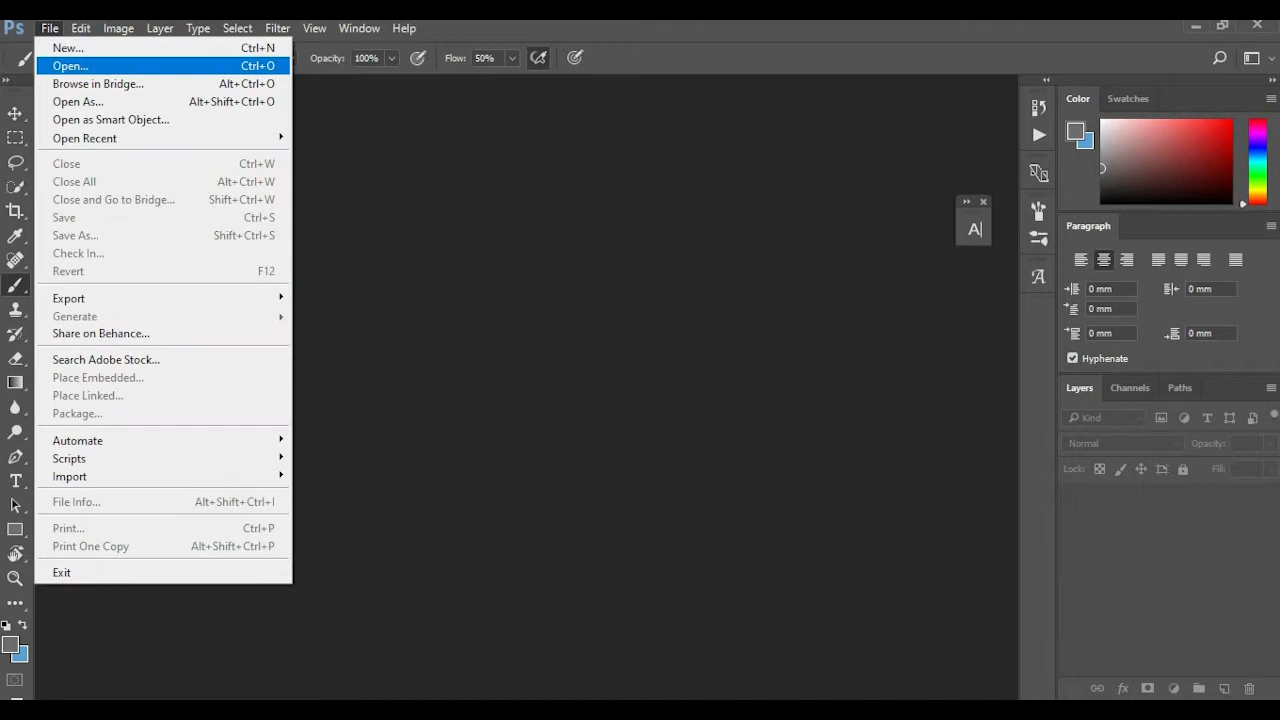 Ps File Edit Image Layer Type Select Filter View Window Help
Opacity: 100% Flow: 50%
New... Ctrl+N
Open... Ctrl+O
Browse in Bridge... Alt+Ctrl+O
Open As... Alt+Shift+Ctrl+O
Open as Smart Object...
Open Recent
Close Ctrl+W
Close All Alt+Ctrl+W
Close and Go to Bridge... Shift+Ctrl+W
Save Ctrl+S
Save As... Shift+Ctrl+S
Check In...
Revert F12
Export
Generate
Share on Behance...
Search Adobe Stock...
Place Embedded...
Place Linked...
Package...
Automate
Scripts
Import
File Info... Alt+Shift+Ctrl+I
Print... Ctrl+P
Print One Copy Alt+Shift+Ctrl+P
Exit
A
Color Swatches
Paragraph
0 mm 0 mm
0 mm
0 mm 0 mm
Hyphenate
Layers Channels Paths
Kind
Normal Opacity:
Lock: Fill:
fx